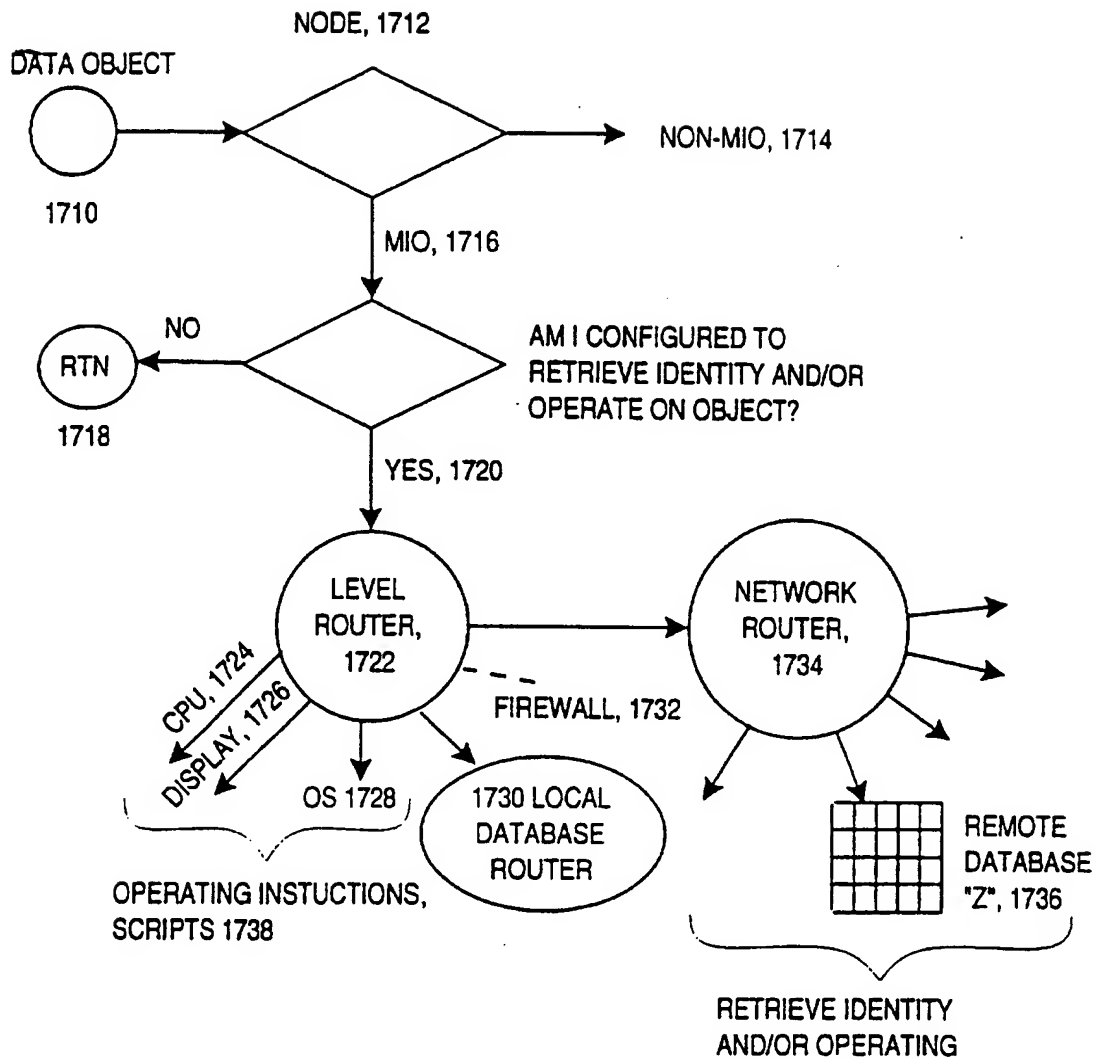 NODE, 1712
DATA OBJECT
NON-MIO, 1714
1710
MIO, 1716
NO
RTN
1718
AM I CONFIGURED TO
RETRIEVE IDENTITY AND/OR
OPERATE ON OBJECT?
YES, 1720
LEVEL
ROUTER,
1722
NETWORK
ROUTER,
1734
CPU, 1724
DISPLAY, 1726
FIREWALL, 1732
OS 1728
1730 LOCAL
DATABASE
ROUTER
REMOTE
DATABASE
"Z", 1736
OPERATING INSTUCTIONS,
SCRIPTS 1738
RETRIEVE IDENTITY
AND/OR OPERATING